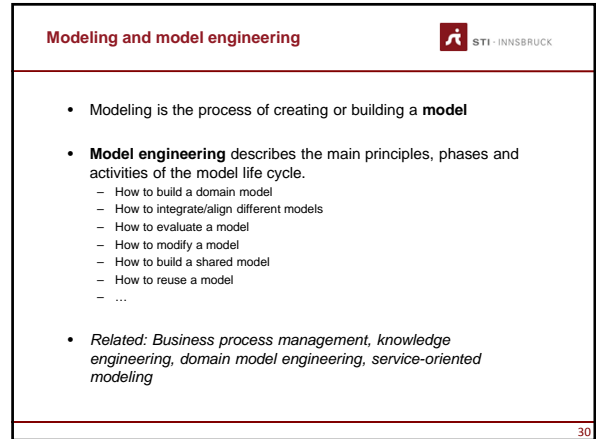 Modeling and model engineering
STI · INNSBRUCK
• Modeling is the process of creating or building a model
• Model engineering describes the main principles, phases and
activities of the model life cycle.
– How to build a domain model
– How to integrate/align different models
– How to evaluate a model
– How to modify a model
– How to build a shared model
– How to reuse a model
– …
• Related: Business process management, knowledge
engineering, domain model engineering, service-oriented
modeling
30